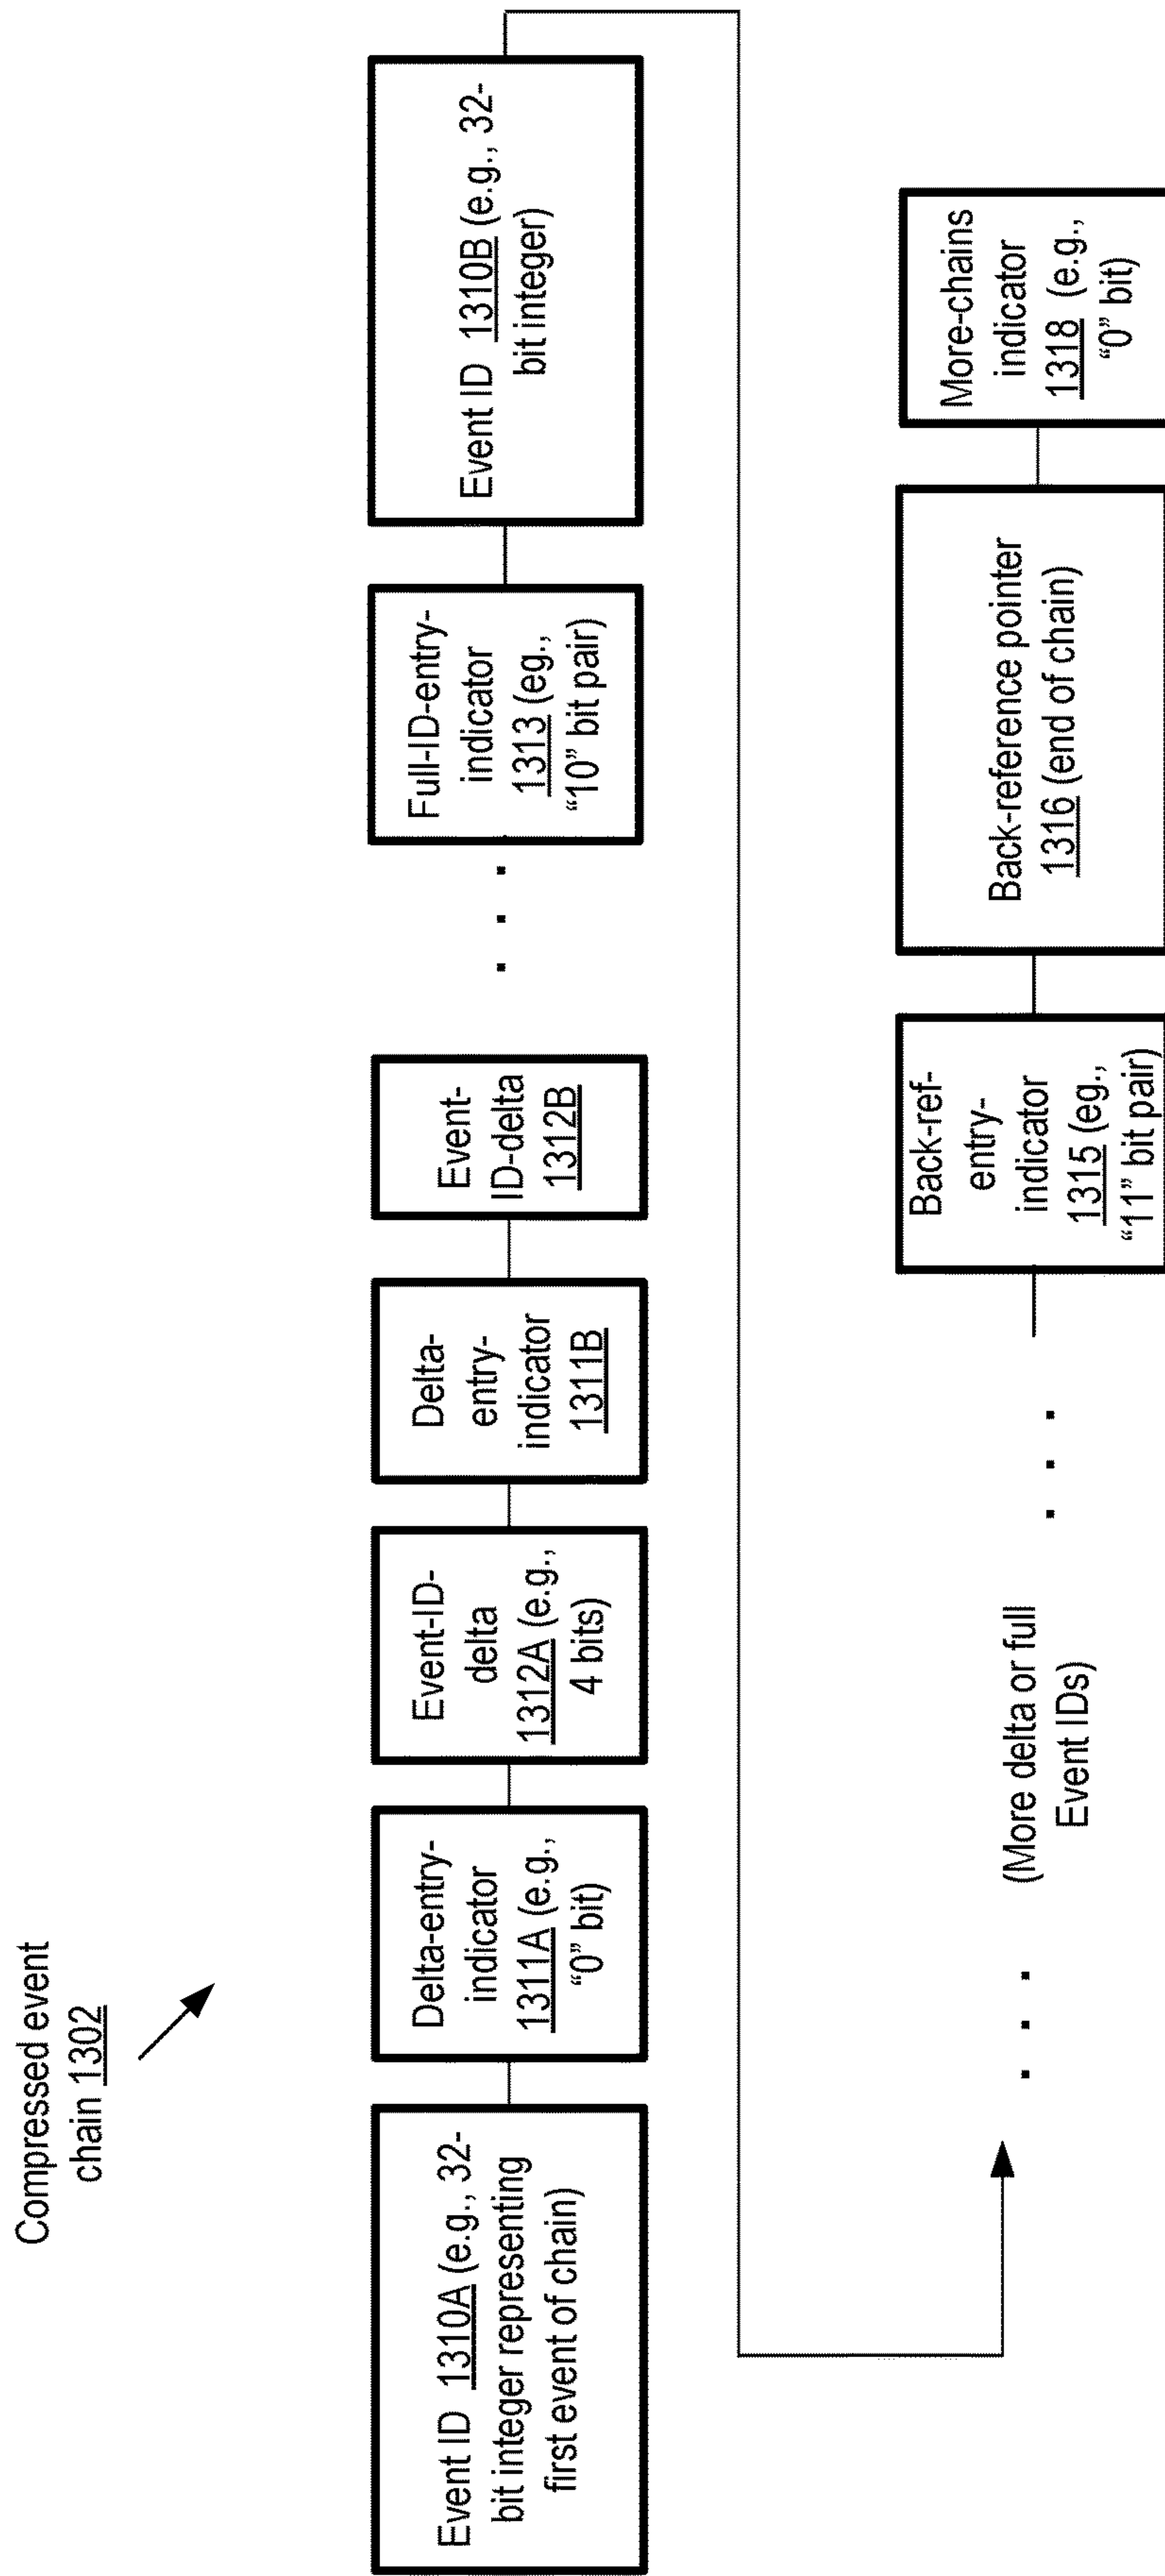 Compressed event
chain 1302
Event ID 1310A (e.g., 32-
bit integer representing
first event of chain)
Delta-entry-
indicator
1311A (e.g.,
“0” bit)
Event-ID-
delta
1312A (e.g.,
4 bits)
Delta-
entry-
indicator
1311B
Event-
ID-delta
1312B
. . .
Full-ID-entry-
indicator
1313 (eg.,
“10” bit pair)
Event ID 1310B (e.g., 32-
bit integer)
. . .
(More delta or full
Event IDs)
. . .
Back-ref-
entry-
indicator
1315 (eg.,
“11” bit pair)
Back-reference pointer
1316 (end of chain)
More-chains
indicator
1318 (e.g.,
“0” bit)